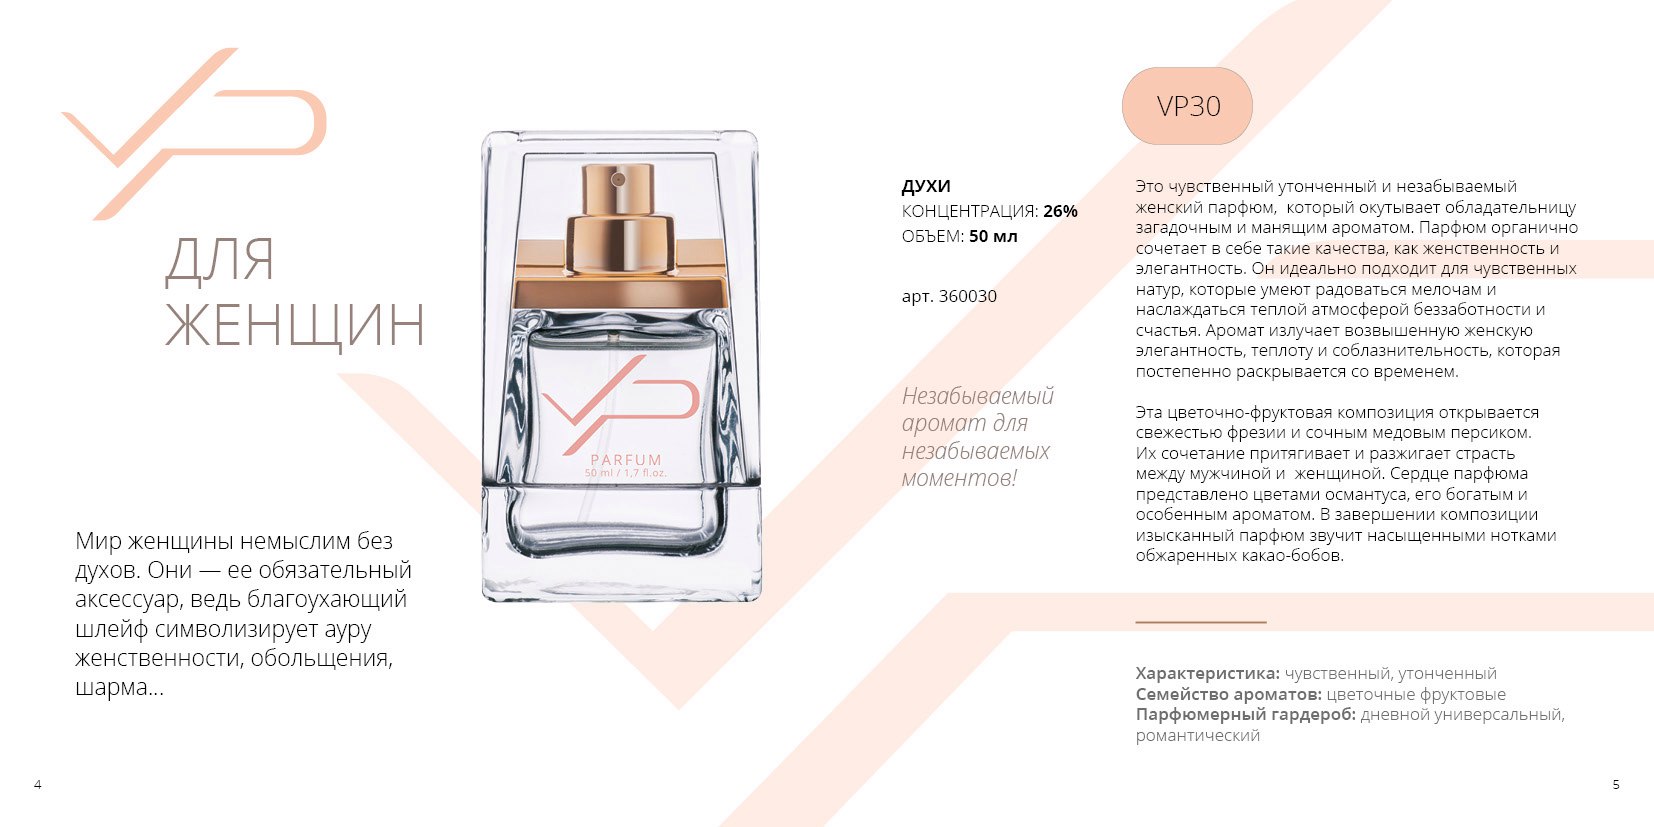 VP
ДЛЯ
ЖЕНЩИН
Мир женщины немыслим без
духов. Они — ее обязательный
аксессуар, ведь благоухающий
шлейф символизирует ауру
женственности, обольщения,
шарма...
4
VP
PARFUM
50 ml / 1,7 fl.oz.
ДУХИ
КОНЦЕНТРАЦИЯ: 26%
ОБЪЕМ: 50 мл
арт. 360030
Незабываемый
аромат для
незабываемых
моментов!
VP30
Это чувственный утонченный и незабываемый
женский парфюм,  который окутывает обладательницу
загадочным и манящим ароматом. Парфюм органично
сочетает в себе такие качества, как женственность и
элегантность. Он идеально подходит для чувственных
натур, которые умеют радоваться мелочам и
наслаждаться теплой атмосферой беззаботности и
счастья. Аромат излучает возвышенную женскую
элегантность, теплоту и соблазнительность, которая
постепенно раскрывается со временем.
Эта цветочно-фруктовая композиция открывается
свежестью фрезии и сочным медовым персиком.
Их сочетание притягивает и разжигает страсть
между мужчиной и  женщиной. Сердце парфюма
представлено цветами османтуса, его богатым и
особенным ароматом. В завершении композиции
изысканный парфюм звучит насыщенными нотками
обжаренных какао-бобов.
Характеристика: чувственный, утонченный
Семейство ароматов: цветочные фруктовые
Парфюмерный гардероб: дневной универсальный,
романтический
5